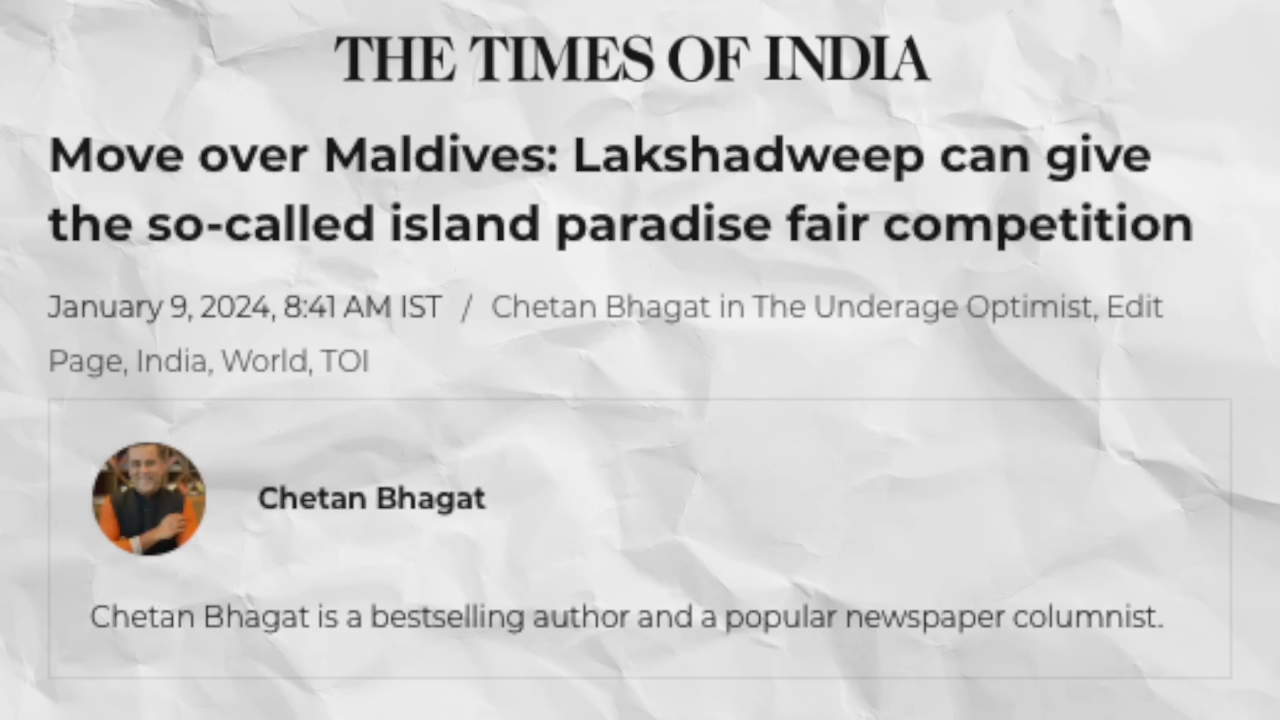 THE TIMES OF INDIA
Move over Maldives: Lakshadweep can give
the so-called island paradise fair competition
January 9, 2024, 8:41 AM IST / Chetan Bhagat in The Underage Optimist, Edit
Page, India, World, TOI
Chetan Bhagat
Chetan Bhagat is a bestselling author and a popular newspaper columnist.